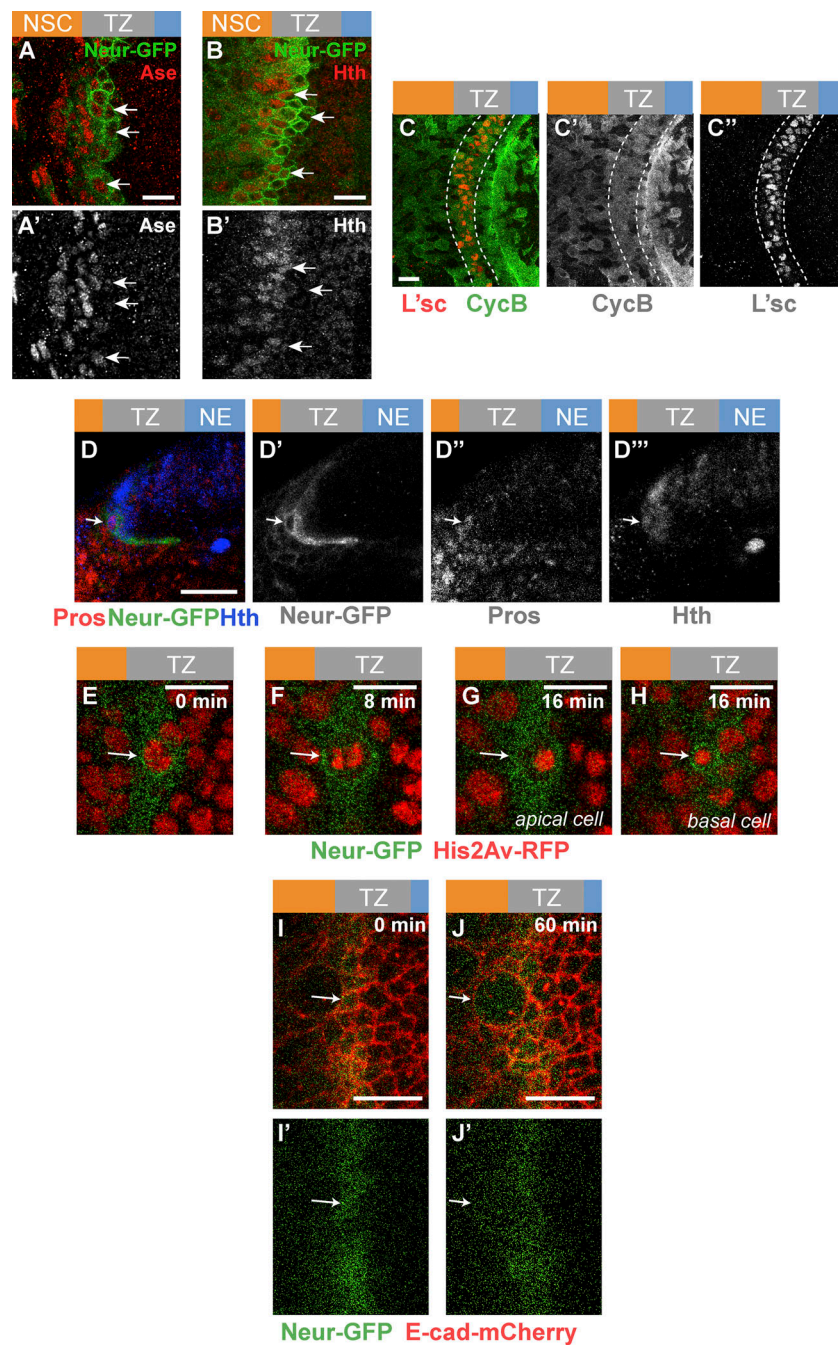 NSC TZ NSC TZ
A Neur-GFP B Neur-GFP
Ase Hth
TZ TZ TZ
C C' C''
A' Ase B' Hth
L'sc CycB CycB L'sc
TZ NE TZ NE TZ NE TZ NE
D D' D'' D'''
Pros Neur-GFP Hth Neur-GFP Pros Hth
TZ TZ TZ TZ
E 0 min F 8 min G 16 min H 16 min
apical cell basal cell
Neur-GFP His2Av-RFP
TZ TZ
I 0 min J 60 min
I' J'
Neur-GFP E-cad-mCherry